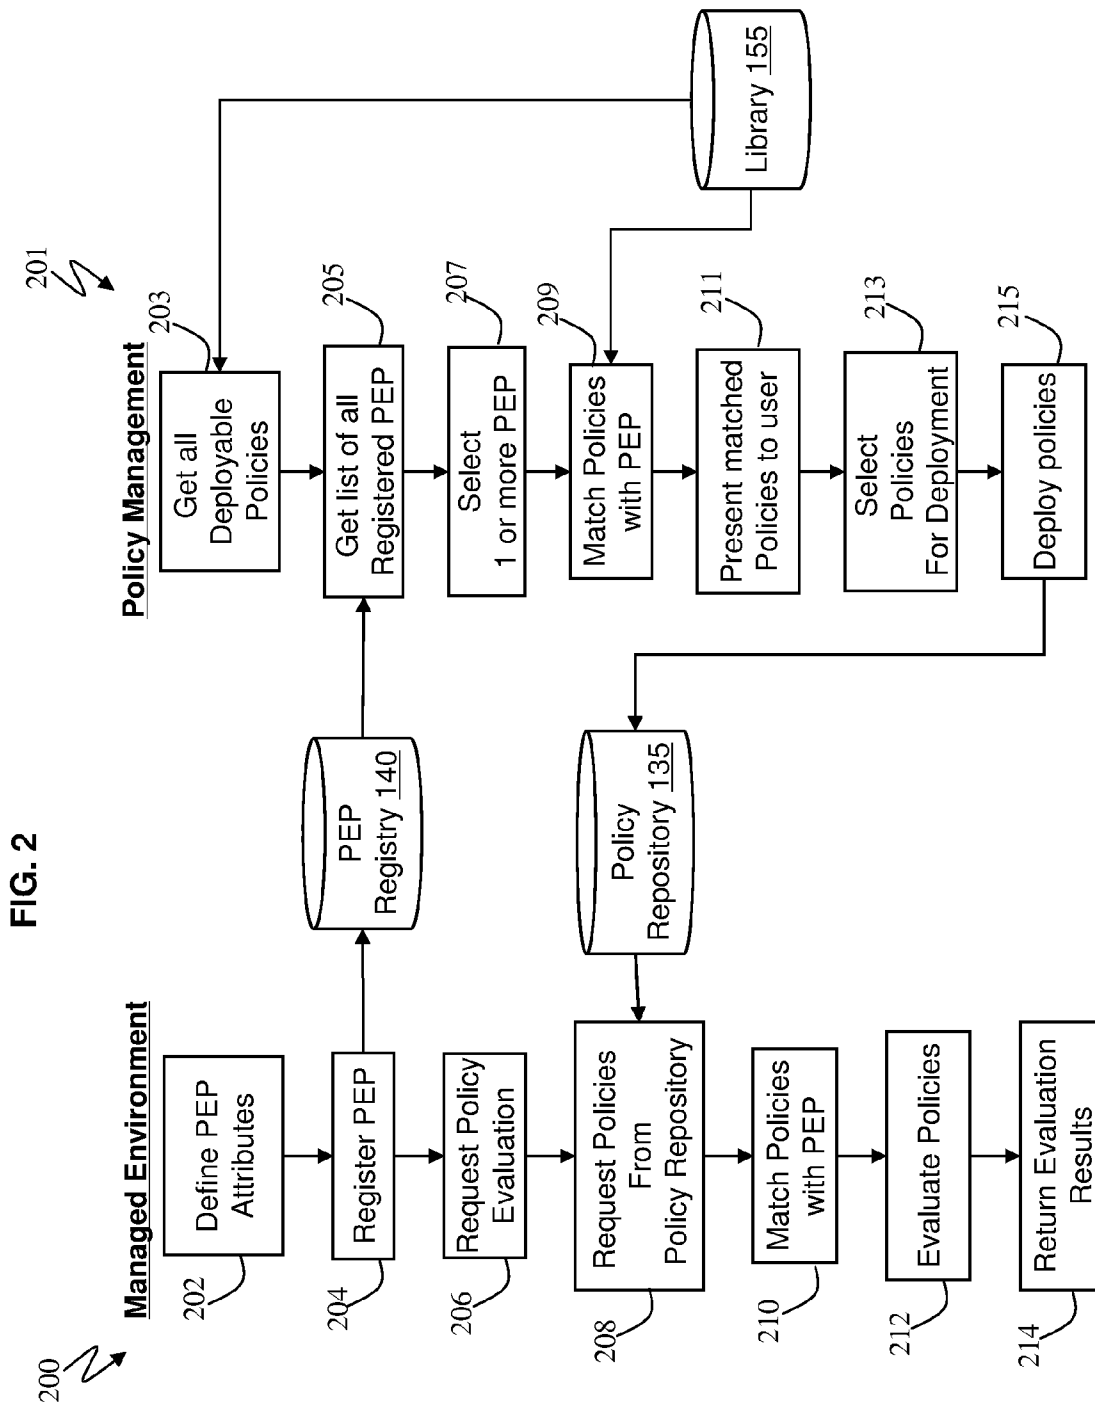 FIG. 2
200
Managed Environment
202
Define PEP
Attributes
204
Register PEP
206
Request Policy
Evaluation
208
Request Policies
From
Policy Repository
210
Match Policies
with PEP
212
Evaluate Policies
214
Return Evaluation
Results
PEP
Registry 140
Policy
Repository 135
201
Policy Management
203
Get all
Deployable
Policies
205
Get list of all
Registered PEP
207
Select
1 or more PEP
209
Match Policies
with PEP
211
Present matched
Policies to user
213
Select
Policies
For Deployment
215
Deploy policies
Library 155